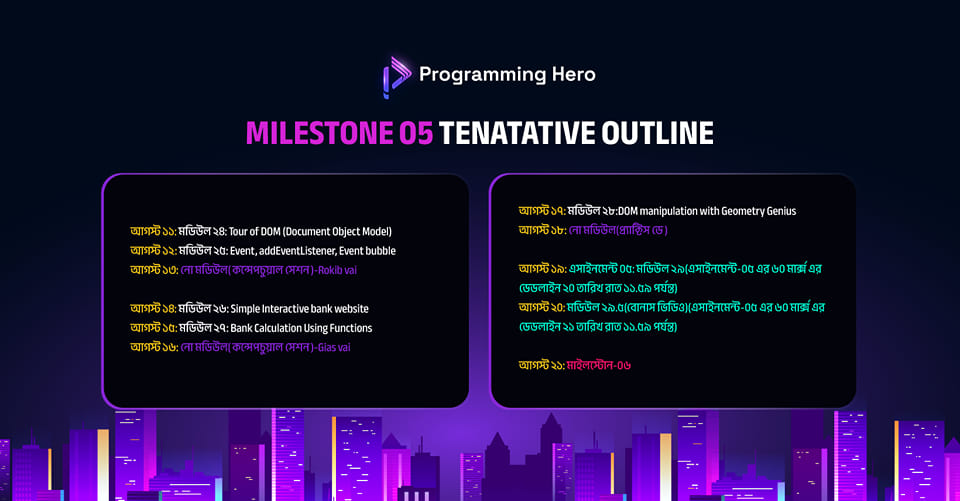 Programming Hero
MILESTONE 05 TENATATIVE OUTLINE
আগস্ট ১১: মডিউল ২৪: Tour of DOM (Document Object Model)
আগস্ট ১২: মডিউল ২৫: Event, addEventListener, Event bubble
আগস্ট ১৩: নো মডিউল( কন্সেপচুয়াল সেশন )-Rokib vai
আগস্ট ১৪: মডিউল ২৬: Simple Interactive bank website
আগস্ট ১৫: মডিউল ২৭: Bank Calculation Using Functions
আগস্ট ১৬: নো মডিউল( কন্সেপচুয়াল সেশন )-Gias vai
আগস্ট ১৭: মডিউল ২৮:DOM manipulation with Geometry Genius
আগস্ট ১৮: নো মডিউল(প্র্যাক্টিস ডে )
আগস্ট ১৯: এসাইনমেন্ট ০৫: মডিউল ২৯(এসাইনমেন্ট-০৫ এর ৬০ মার্ক্স এর
(ডেডলাইন ২০ তারিখ রাত ১১.৫৯ পর্যন্ত)
আগস্ট ২০: মডিউল ২৯.৫(বোনাস ভিডিও)(এসাইনমেন্ট-০৫ এর ৬০ মার্ক্স এর
(ডেডলাইন ২১ তারিখ রাত ১১.৫৯ পর্যন্ত)
আগস্ট ২১: মাইলস্টোন-০৬